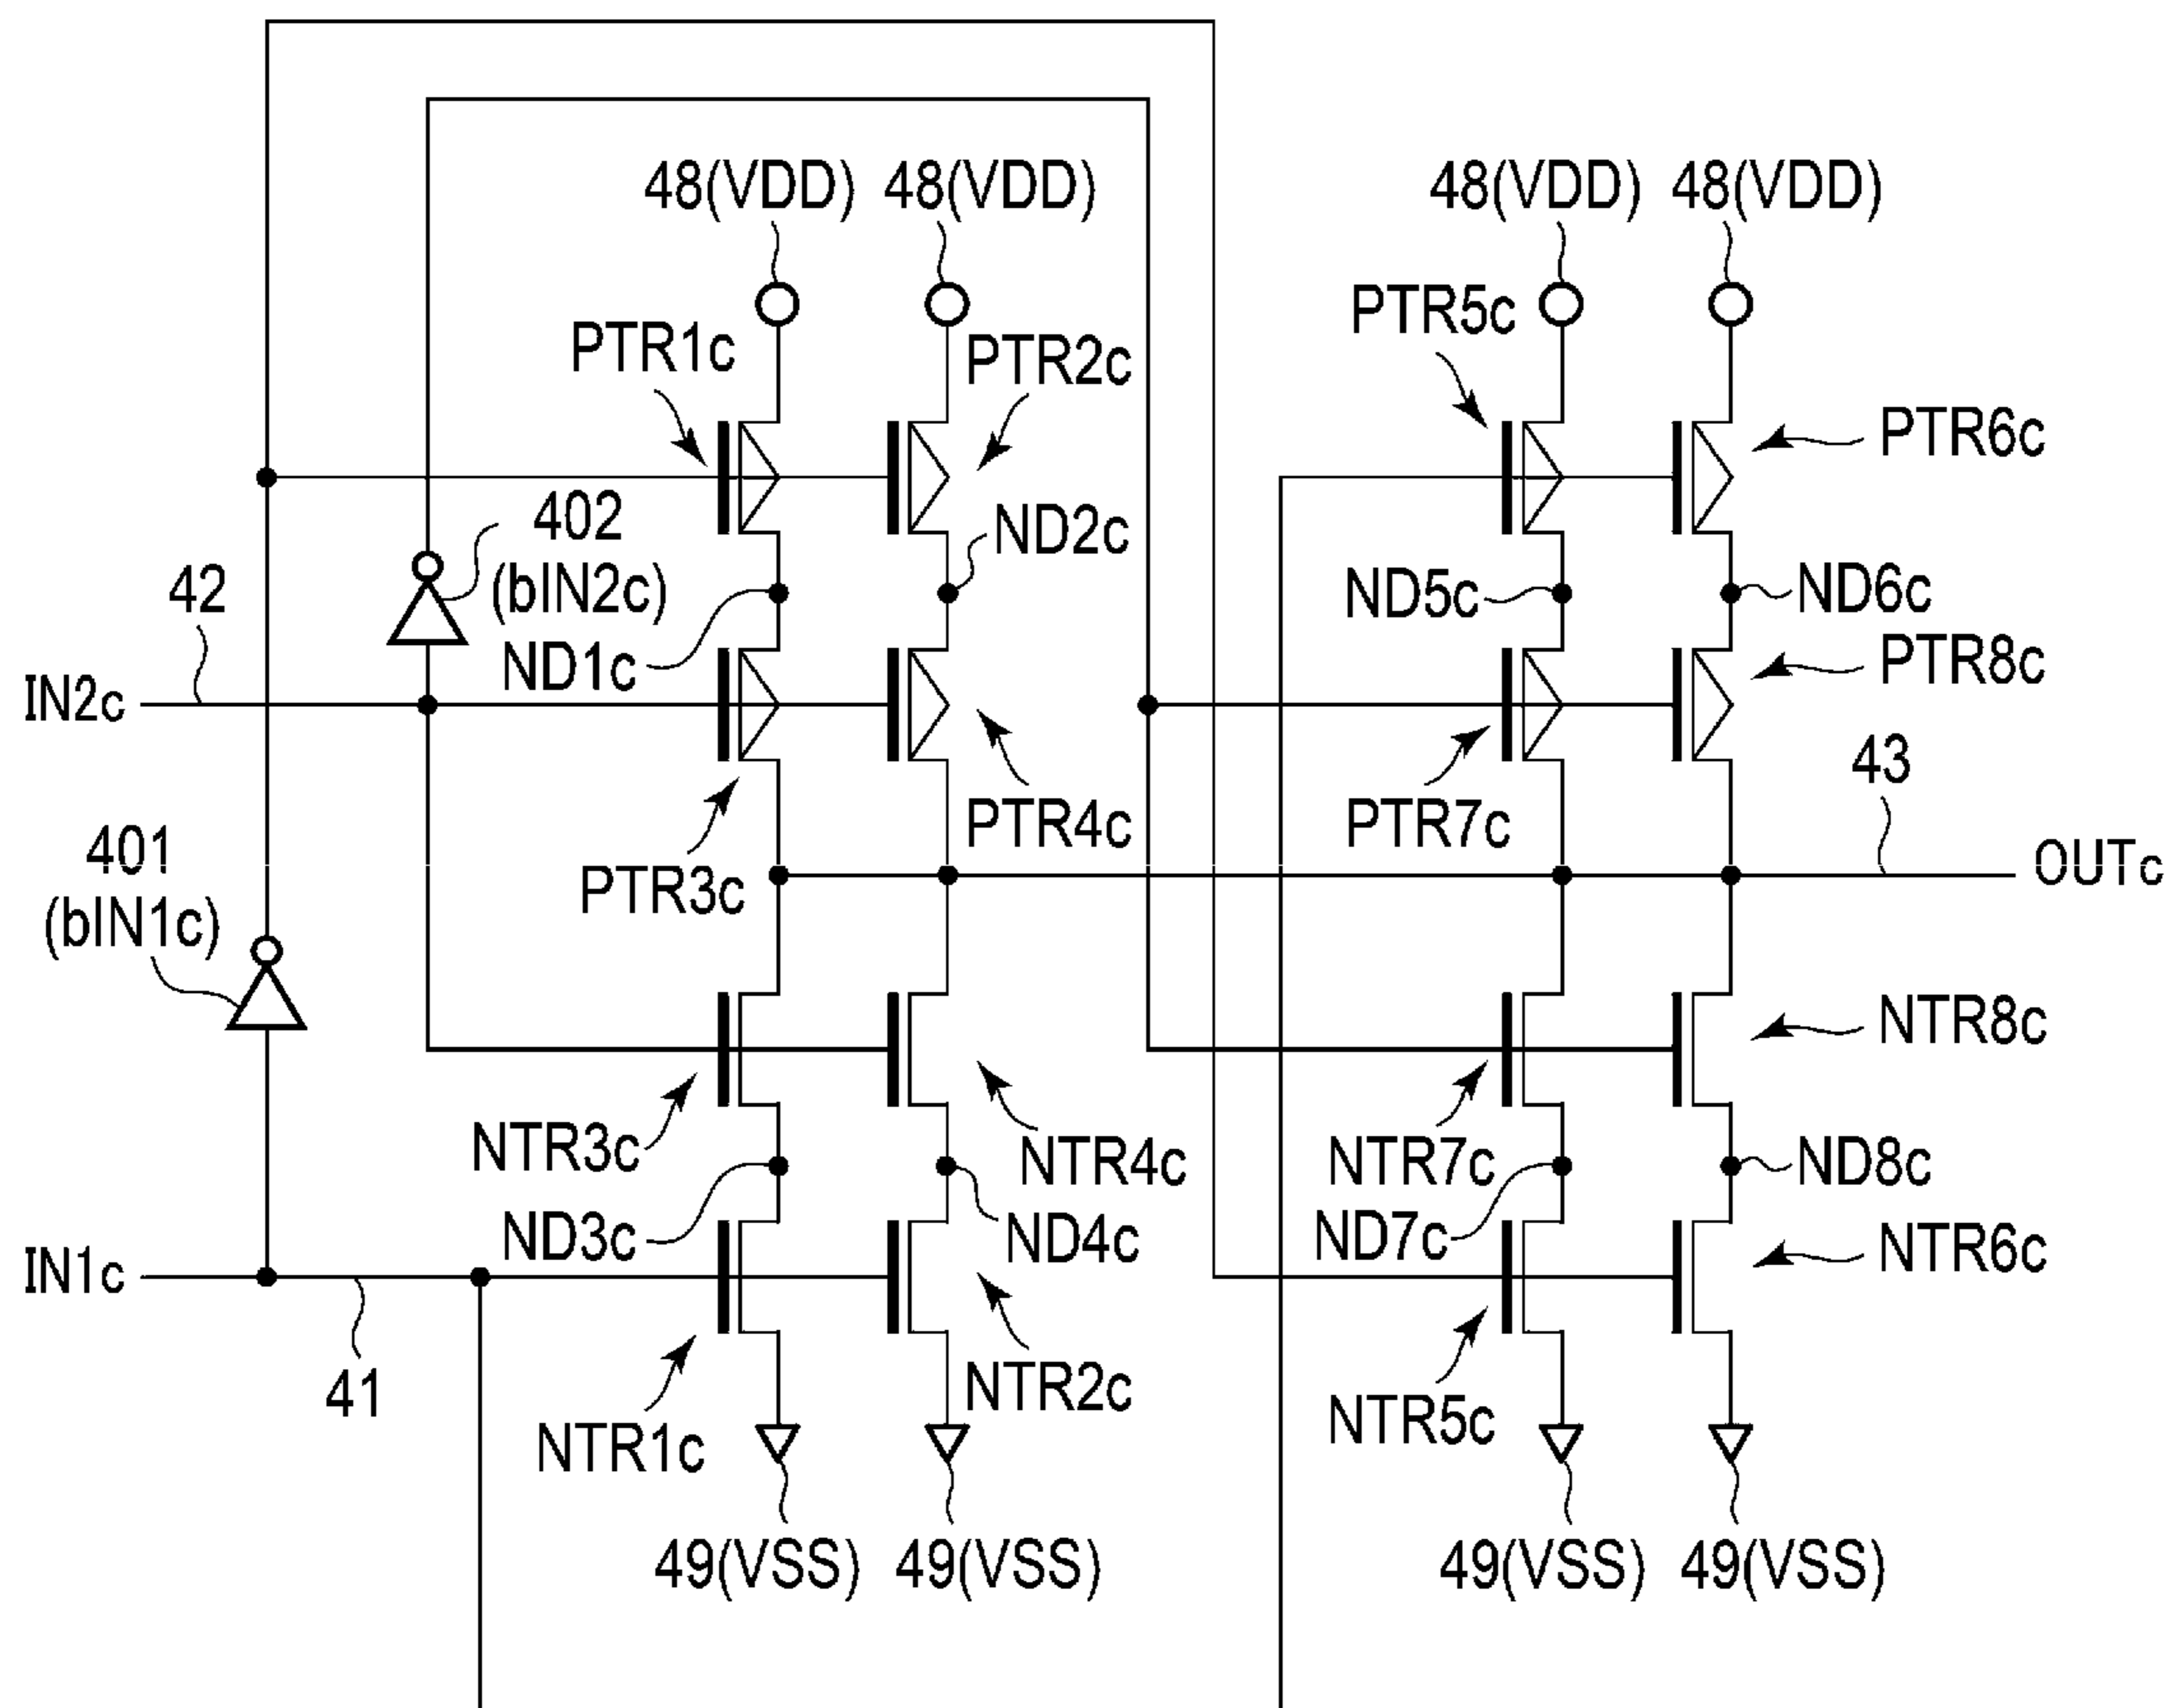 48(VDD) 48(VDD) 48(VDD) 48(VDD)
PTR1c
PTR2c
PTR5c
PTR6c
402
(bIN2c)
ND2c
ND5c
ND6c
42
ND1c
IN2c
PTR8c
PTR4c
PTR7c
43
401
(bIN1c)
PTR3c
OUTc
NTR8c
NTR3c
NTR4c
NTR7c
ND8c
ND3c
ND4c
ND7c
NTR6c
IN1c
41
NTR2c
NTR1c
NTR5c
49(VSS) 49(VSS) 49(VSS) 49(VSS)